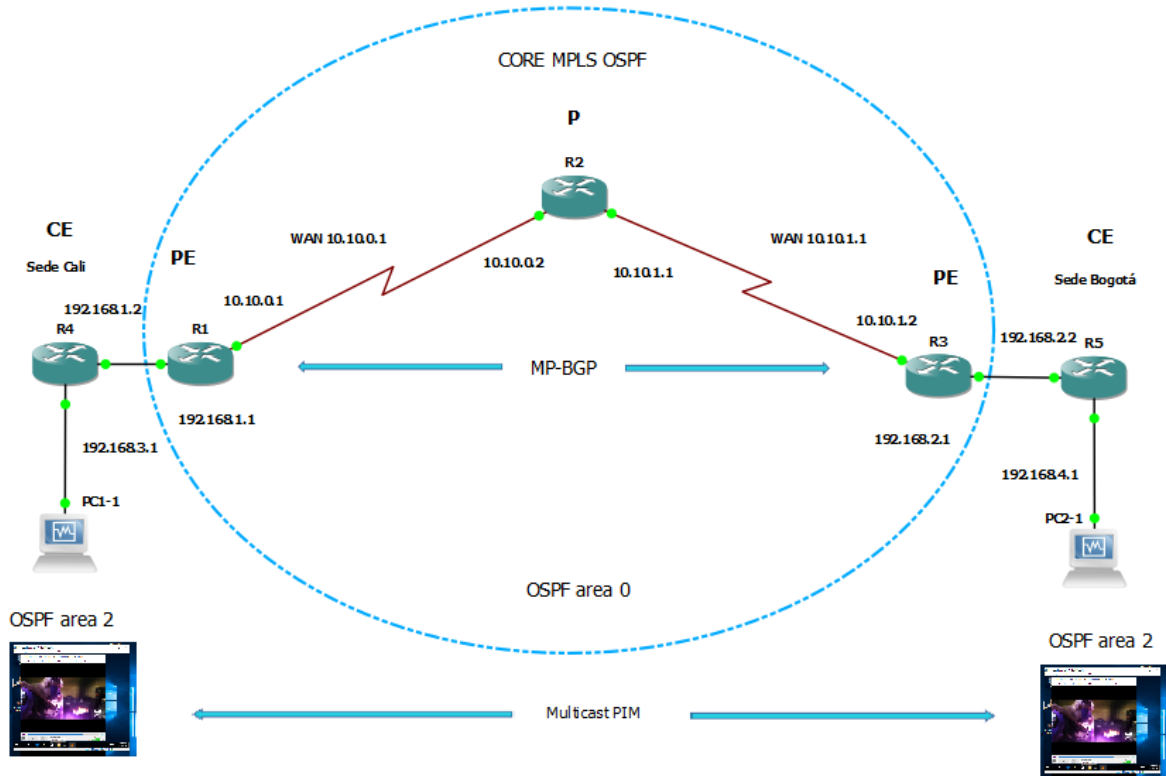 CORE MPLS OSPF
P
R2
CE
Sede Cali
PE
WAN 10.10.0.1
WAN 10.10.1.1
CE
Sede Bogotá
10.10.0.2
10.10.1.1
PE
192.168.1.2
10.10.0.1
10.10.1.2
R4
R1
R3
192.168.2.2
R5
MP-BGP
192.168.1.1
192.168.2.1
192.168.3.1
192.168.4.1
PC1-1
PC2-1
OSPF area 0
OSPF area 2
OSPF area 2
Multicast PIM